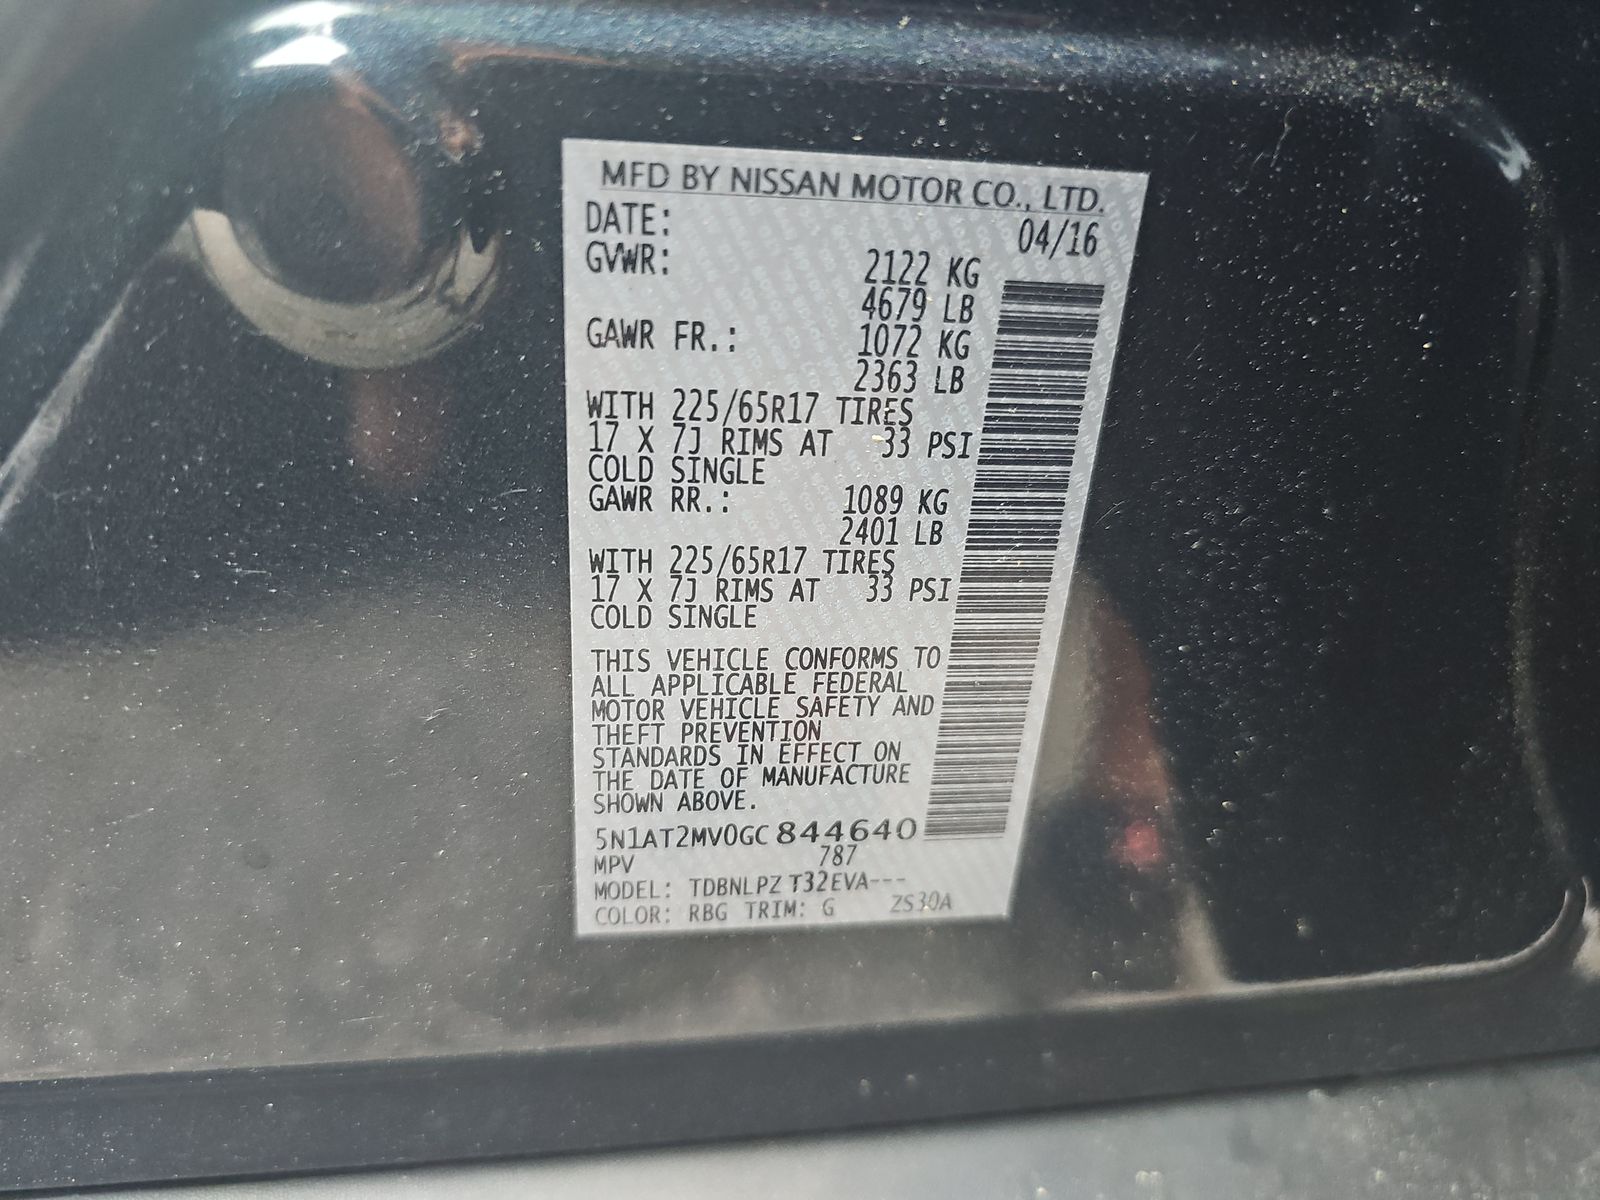 MFD BY NISSAN MOTOR CO., LTD.
DATE: 04/16
GVWR: 2122 KG
4679 LB
GAWR FR.: 1072 KG
2363 LB
WITH 225/65R17 TIRES
17 X 7J RIMS AT 33 PSI
COLD SINGLE
GAWR RR.: 1089 KG
2401 LB
WITH 225/65R17 TIRES
17 X 7J RIMS AT 33 PSI
COLD SINGLE
THIS VEHICLE CONFORMS TO
ALL APPLICABLE FEDERAL
MOTOR VEHICLE SAFETY AND
THEFT PREVENTION
STANDARDS IN EFFECT ON
THE DATE OF MANUFACTURE
SHOWN ABOVE.
5N1AT2MV0GC 844640
MPV 787
MODEL: TDBNLPZ T32EVA---
COLOR: RBG TRIM: G ZS30A